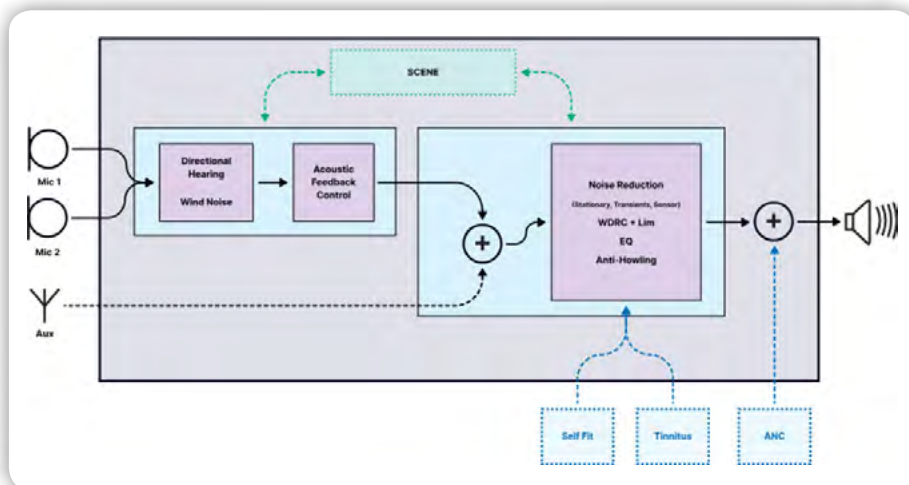 SCENE
Mic 1
Mic 2
Aux
Directional
Hearing
Wind Noise
Acoustic
Feedback
Control
+
Noise Reduction
(Stationary, Transients, Sensor)
WDRC + Lim
EQ
Anti-Howling
+
Self Fit
Tinnitus
ANC